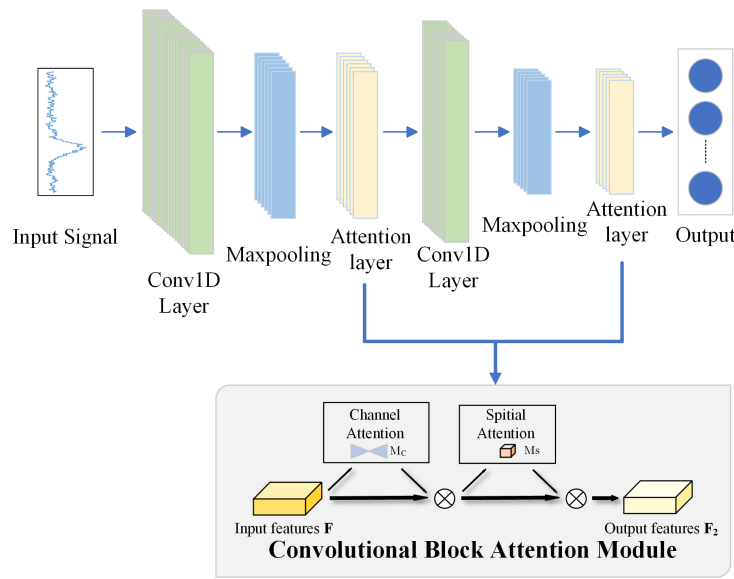 Input Signal
Conv1D
Layer
Maxpooling
Attention
layer
Conv1D
Layer
Maxpooling
Attention
layer
Output
Channel
Attention
Mc
Spitial
Attention
Ms
Input features F
Output features F₂
Convolutional Block Attention Module